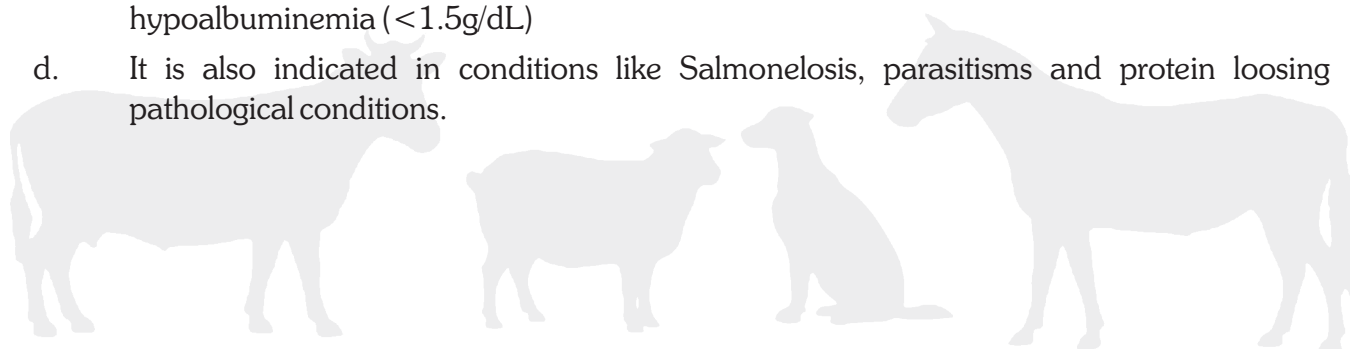 hypoalbuminemia (<1.5g/dL)
d. It is also indicated in conditions like Salmonelosis, parasitisms and protein loosing
pathological conditions.